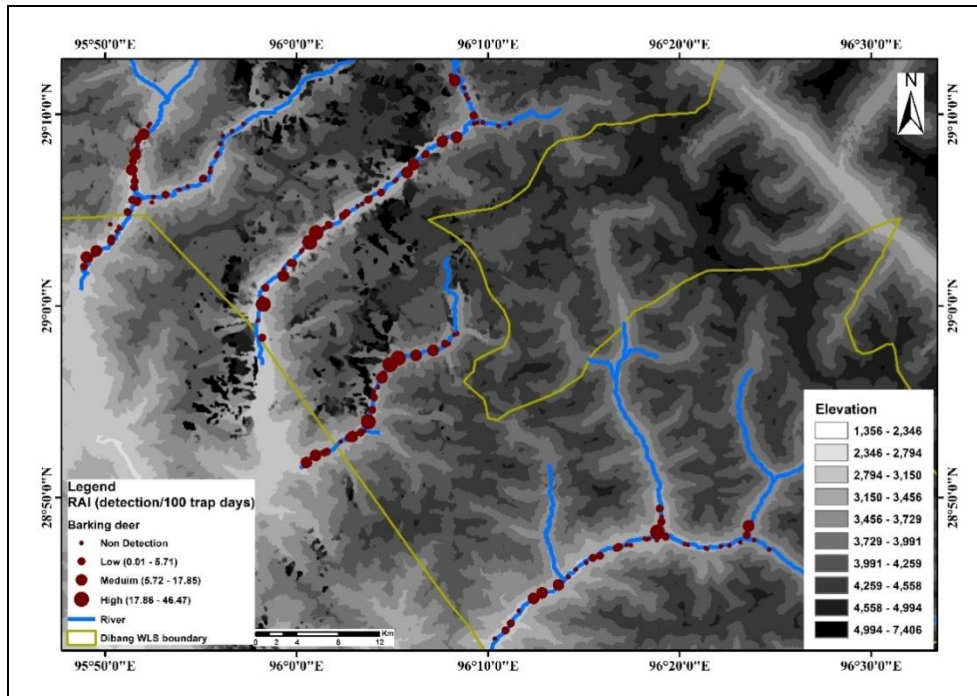 95°50'0"E 96°0'0"E 96°10'0"E 96°20'0"E 96°30'0"E
N
29°10'0"N 29°10'0"N
29°0'0"N 29°0'0"N
28°50'0"N 28°50'0"N
Elevation
1,356 - 2,346
2,346 - 2,794
2,794 - 3,150
3,150 - 3,456
3,456 - 3,729
3,729 - 3,991
3,991 - 4,259
4,259 - 4,558
4,558 - 4,994
4,994 - 7,406
Legend
RAI (detection/100 trap days)
Barking deer
Non Detection
Low (0.01 - 5.71)
Meduim (5.72 - 17.85)
High (17.86 - 46.47)
River
Dibang WLS boundary
Km
0 2 4 8 12
95°50'0"E 96°0'0"E 96°10'0"E 96°20'0"E 96°30'0"E